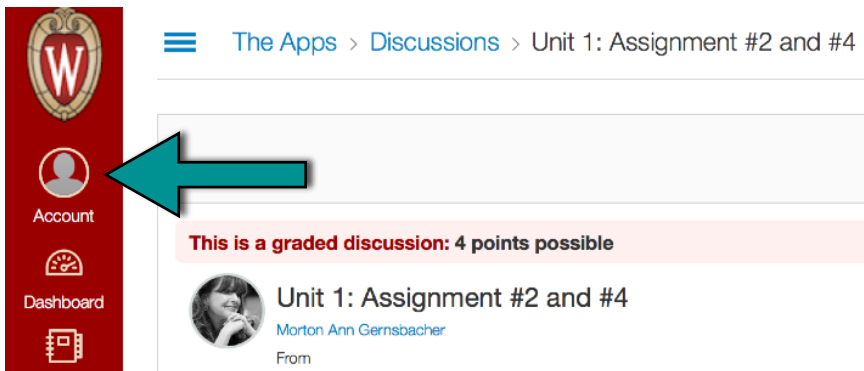 W
The Apps > Discussions > Unit 1: Assignment #2 and #4
Account
Dashboard
This is a graded discussion: 4 points possible
Unit 1: Assignment #2 and #4
Morton Ann Gernsbacher
From